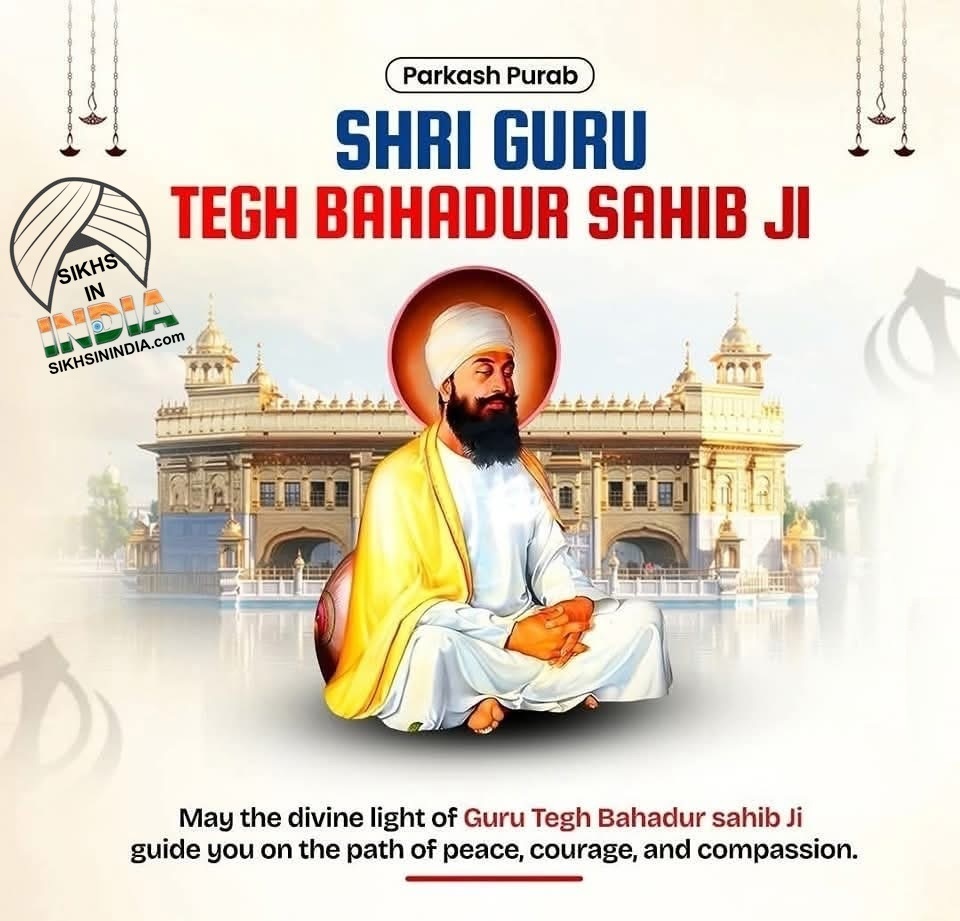 Parkash Purab
SHRI GURU
TEGH BAHADUR SAHIB JI
SIKHS
IN
INDIA
SIKHSININDIA.com
May the divine light of Guru Tegh Bahadur sahib Ji
guide you on the path of peace, courage, and compassion.